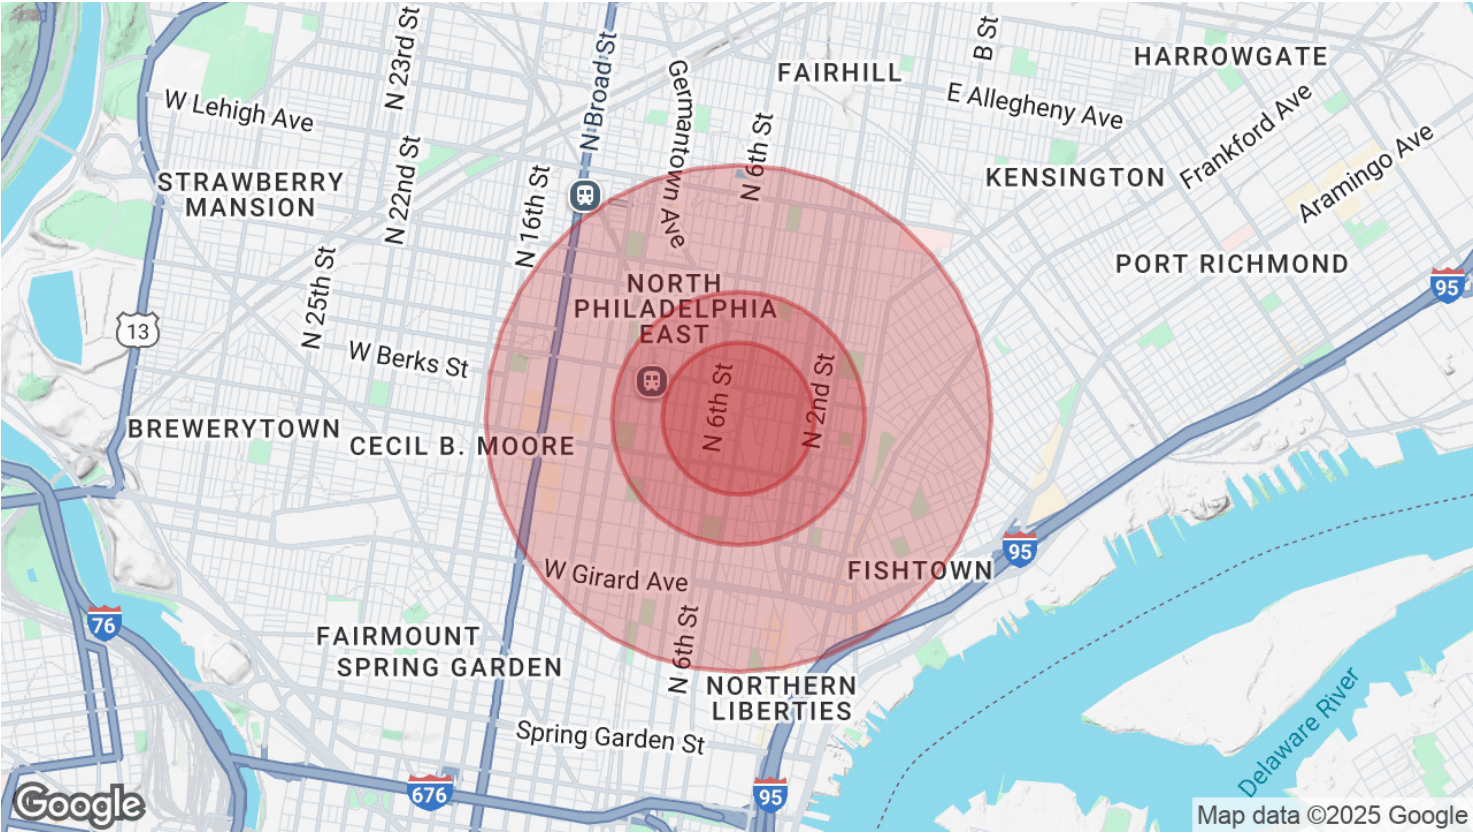 N 23rd St
N Broad St
Germantown Ave
FAIRHILL
B St
HARROWGATE
W Lehigh Ave
E Allegheny Ave
Frankford Ave
Aramingo Ave
N 22nd St
N 6th St
STRAWBERRY
MANSION
N 16th St
KENSINGTON
N 25th St
NORTH
PHILADELPHIA
EAST
PORT RICHMOND
95
13
W Berks St
N 6th St
N 2nd St
BREWERYTOWN
CECIL B. MOORE
95
W Girard Ave
FISHTOWN
76
FAIRMOUNT
SPRING GARDEN
N 6th St
NORTHERN
LIBERTIES
Spring Garden St
Delaware River
676
95
Google
Map data ©2025 Google